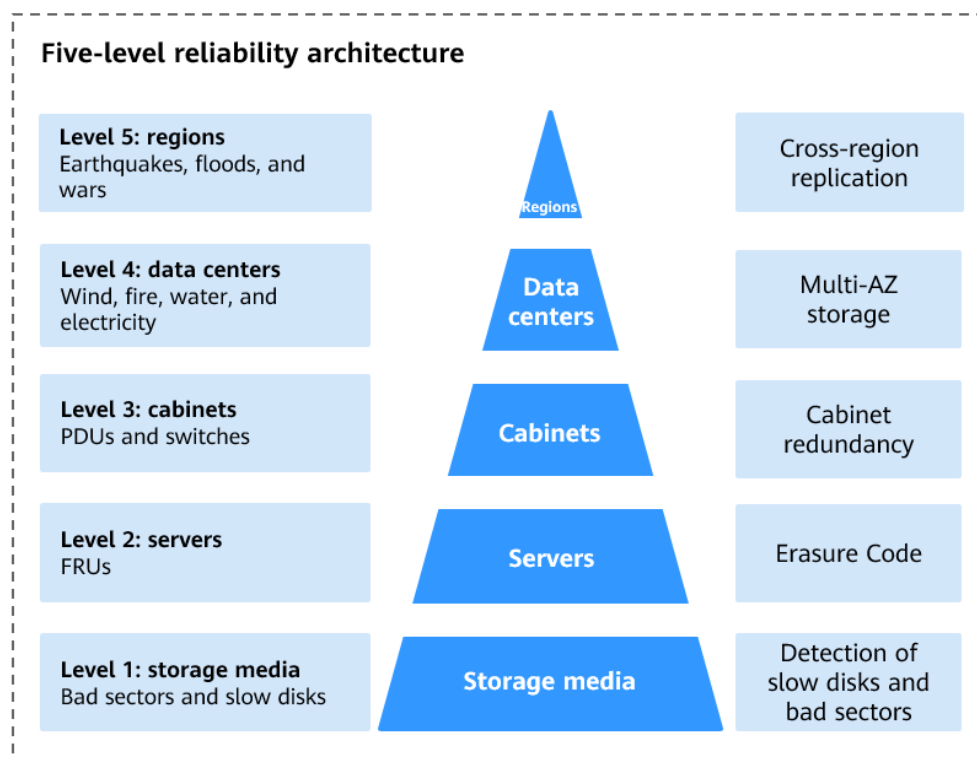 Five-level reliability architecture
Level 5: regions
Earthquakes, floods, and
wars
Regions
Cross-region
replication
Level 4: data centers
Wind, fire, water, and
electricity
Data
centers
Multi-AZ
storage
Level 3: cabinets
PDUs and switches
Cabinets
Cabinet
redundancy
Level 2: servers
FRUs
Servers
Erasure Code
Level 1: storage media
Bad sectors and slow disks
Storage media
Detection of
slow disks and
bad sectors